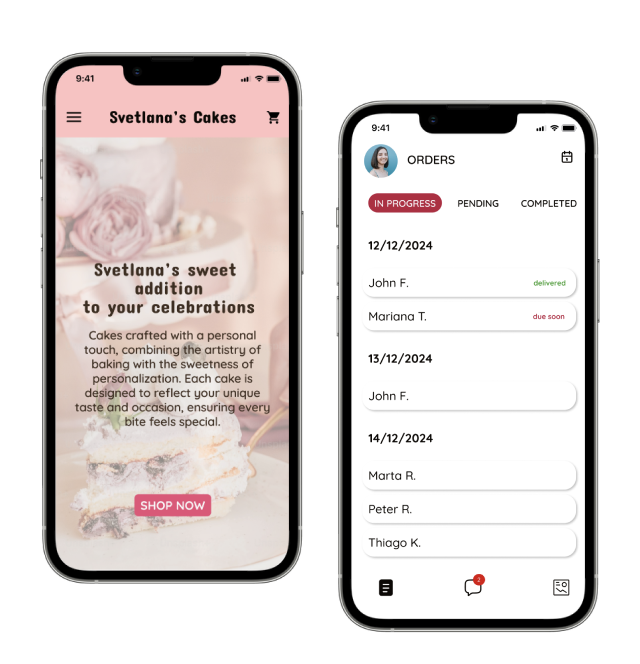 9:41
Svetlana's Cakes
Svetlana's sweet
addition
to your celebrations
Cakes crafted with a personal
touch, combining the artistry of
baking with the sweetness of
personalization. Each cake is
designed to reflect your unique
taste and occasion, ensuring every
bite feels special.
SHOP NOW
9:41
ORDERS
IN PROGRESS PENDING COMPLETED
12/12/2024
John F. delivered
Mariana T. due soon
13/12/2024
John F.
14/12/2024
Marta R.
Peter R.
Thiago K.
2